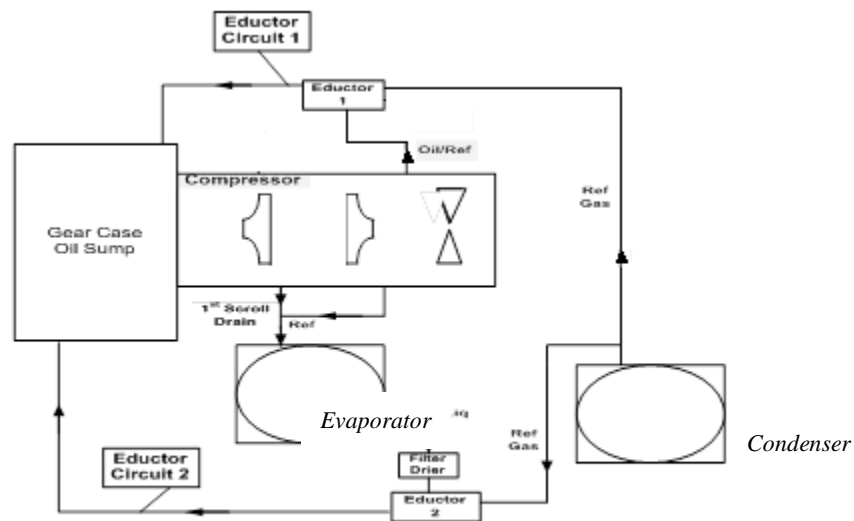 Eductor
Circuit 1
Eductor
1
Oil/Ref
Compressor
Ref
Gas
Gear Case
Oil Sump
1st Scroll
Drain
Ref
Evaporator
Ref
Gas
Condenser
Filter
Drier
Eductor
Circuit 2
Eductor
2